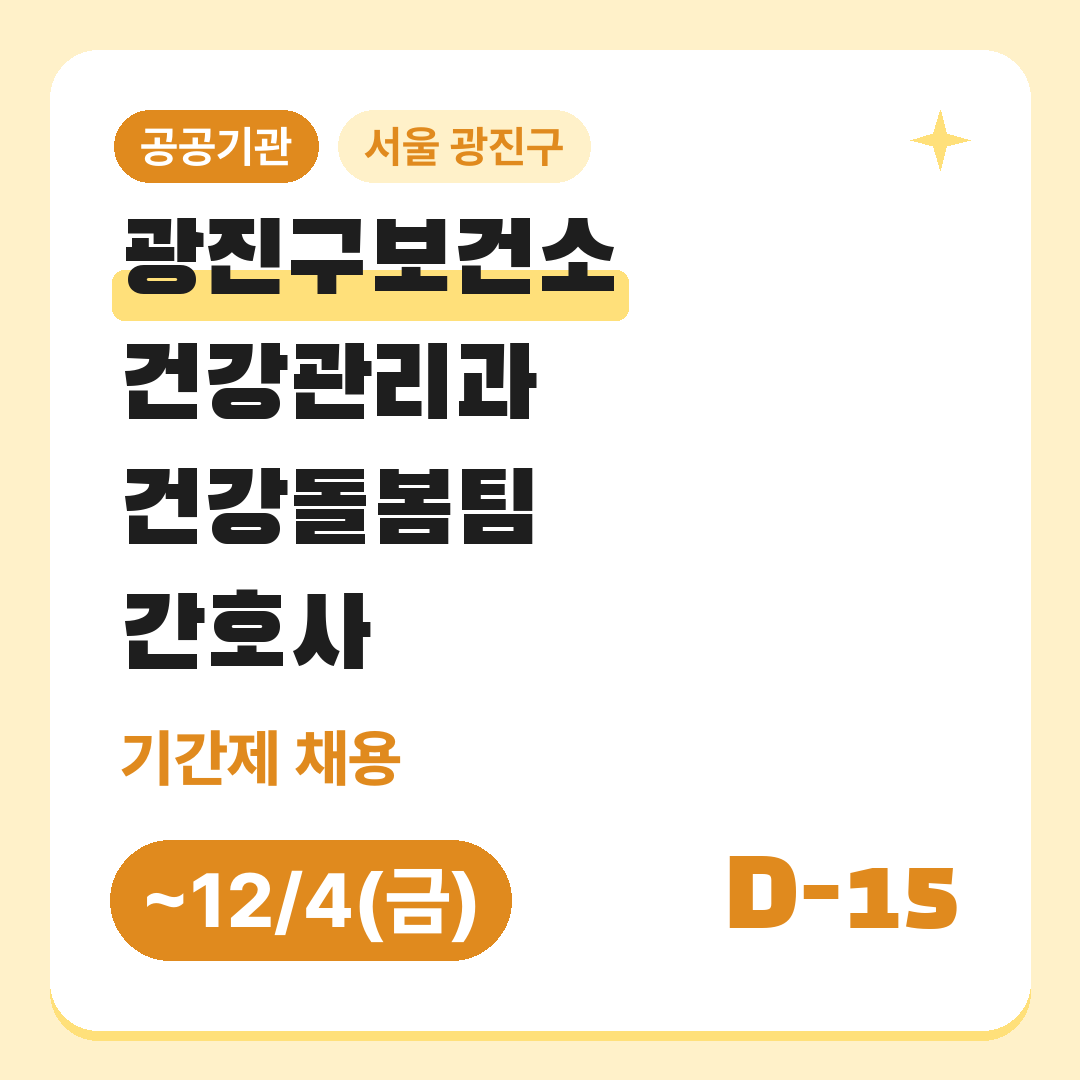 공공기관 서울 광진구
광진구보건소
건강관리과
건강돌봄팀
간호사
기간제 채용
~12/4(금) D-15